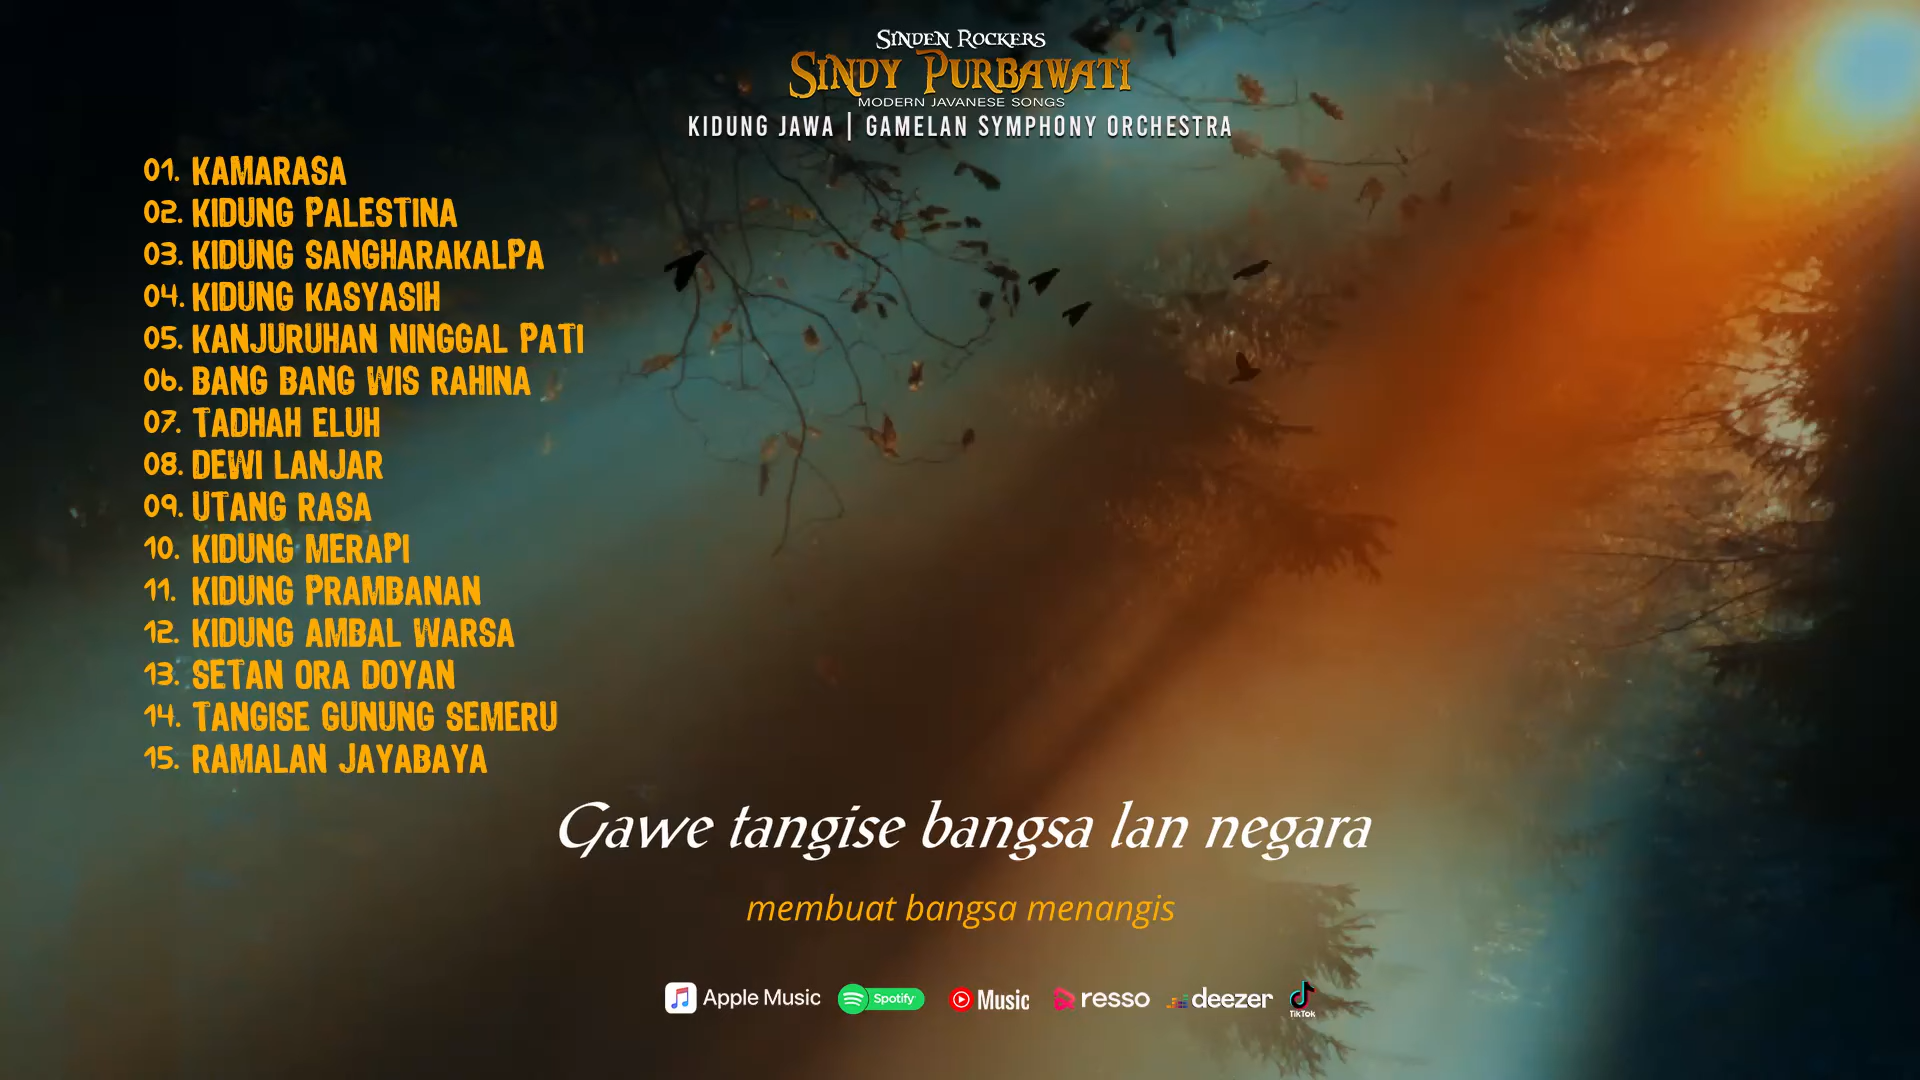 SINDEN ROCKERS
SINDY PURBAWATI
MODERN JAVANESE SONGS
KIDUNG JAWA | GAMELAN SYMPHONY ORCHESTRA
01. KAMARASA
02. KIDUNG PALESTINA
03. KIDUNG SANGHARAKALPA
04. KIDUNG KASYASIH
05. KANJURUHAN NINGGAL PATI
06. BANG BANG WIS RAHINA
07. TADHAH ELUH
08. DEWI LANJAR
09. UTANG RASA
10. KIDUNG MERAPI
11. KIDUNG PRAMBANAN
12. KIDUNG AMBAL WARSA
13. SETAN ORA DOYAN
14. TANGISE GUNUNG SEMERU
15. RAMALAN JAYABAYA
Gawe tangise bangsa lan negara
membuat bangsa menangis
Apple Music Spotify Music resso deezer TikTok